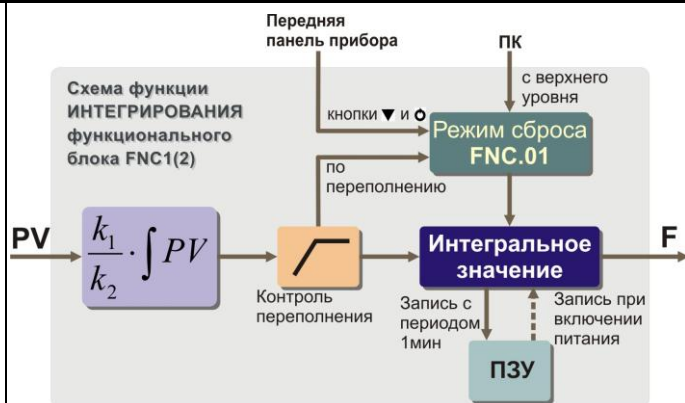 Передняя
панель прибора
ПК
Схема функции
ИНТЕГРИРОВАНИЯ
функционального
блока FNC1(2)
с верхнего
уровня
кнопки ▼ и
Режим сброса
FNC.01
по
переполнению
PV
k₁
k₂
· ∫ PV
Интегральное
значение
F
Контроль
переполнения
Запись с
периодом
1мин
Запись при
включении
питания
ПЗУ